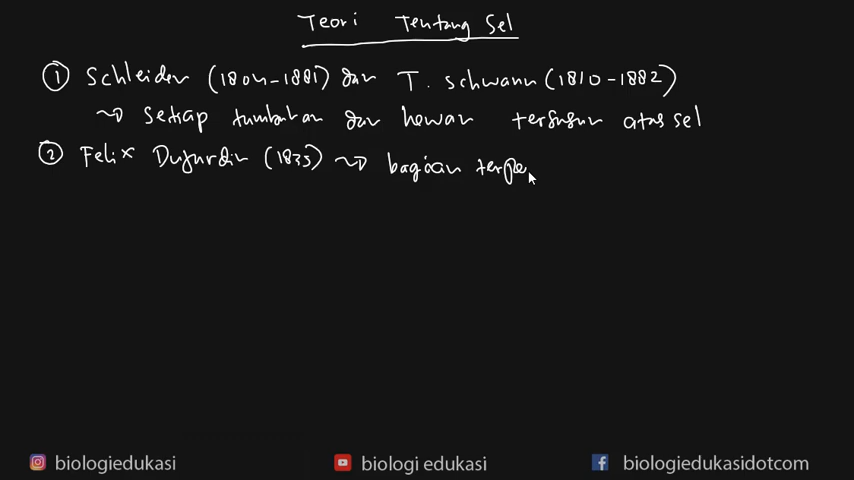 Teori Tentang Sel
① Schleiden (1804-1881) dan T. Schwann (1810-1882)
~> Setiap tumbuhan dan hewan tersusun atas sel
② Felix Dujardin (1835) ~> bagian terpe
biologiedukasi biologi edukasi biologiedukasidotcom